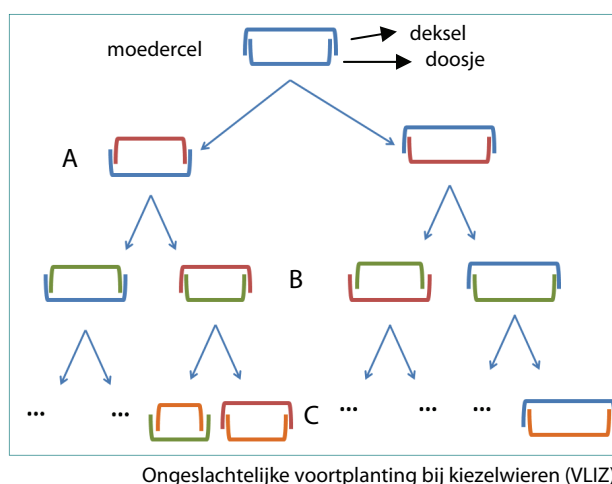 moedercel
deksel
doosje
A
B
... ... C ... ... ...
Ongeslachtelijke voortplanting bij kiezelwieren (VLIZ)